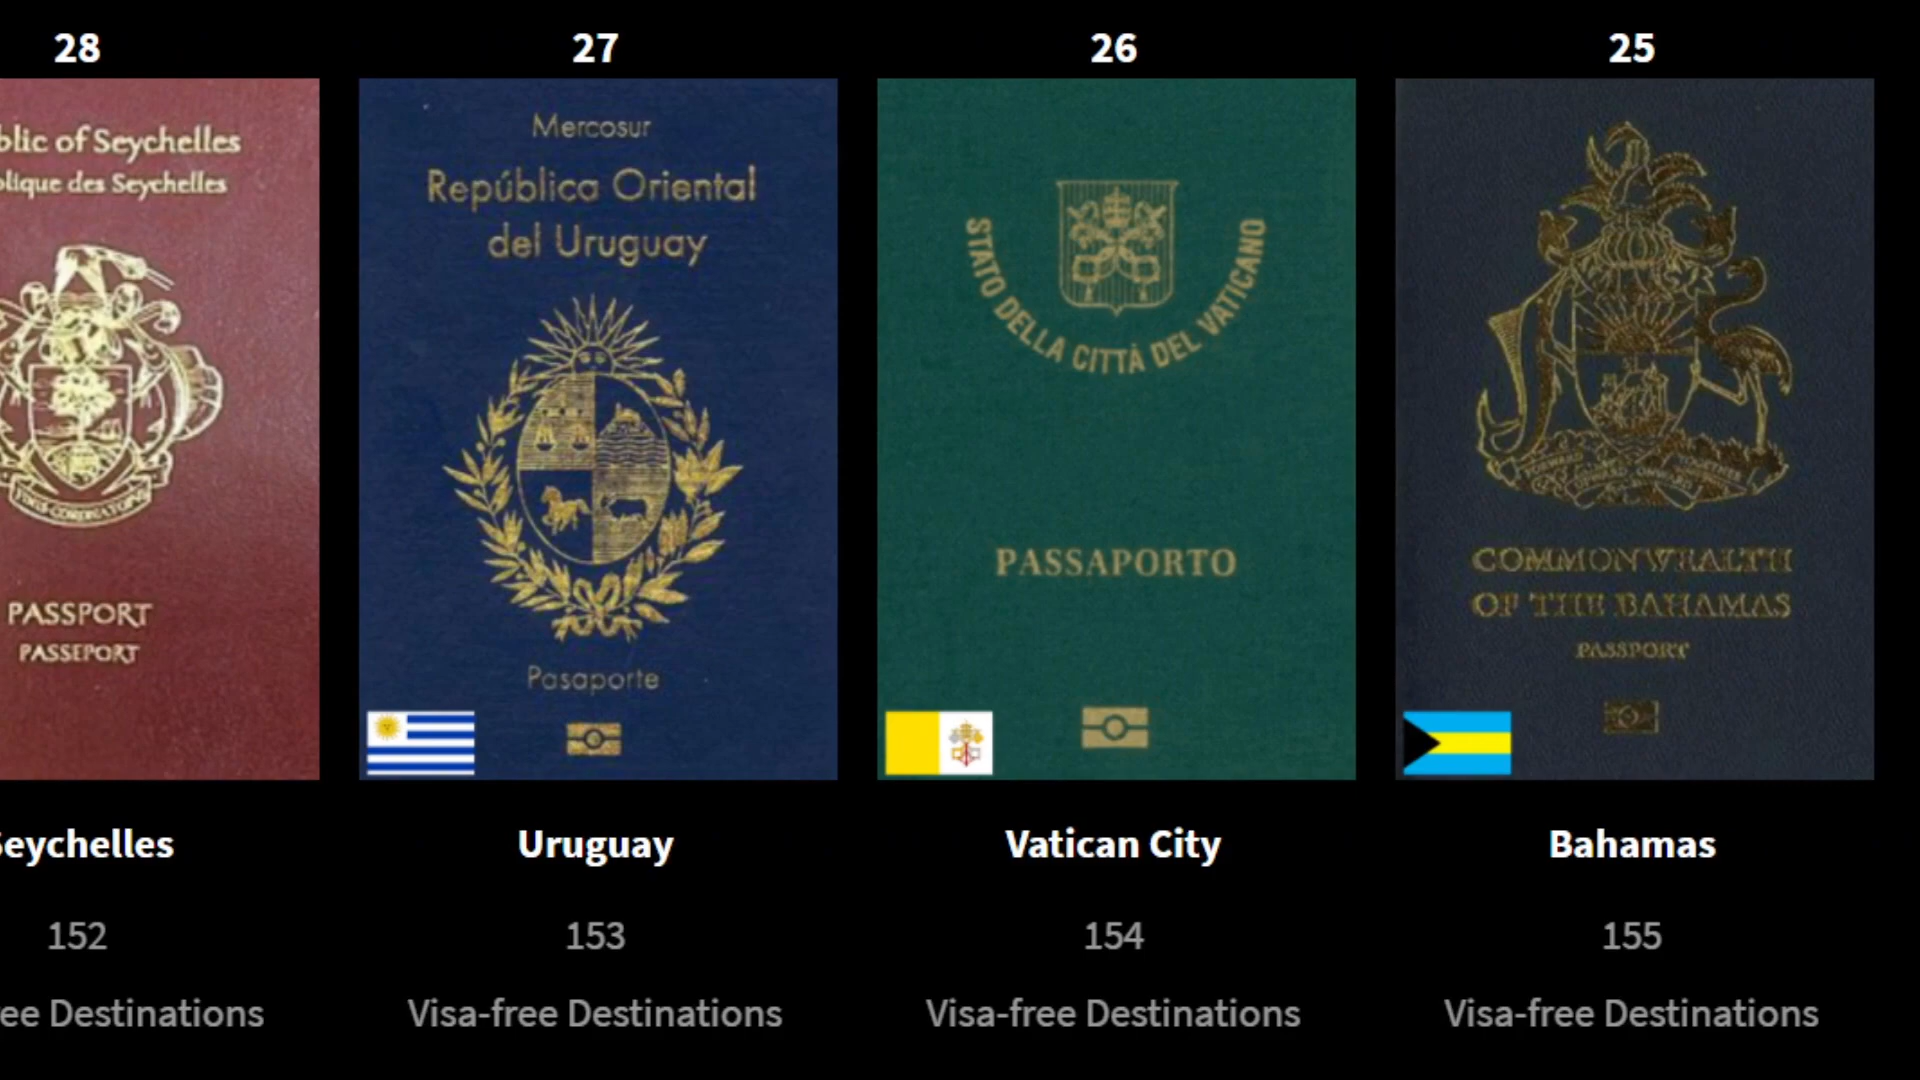 28
blic of Seychelles
blique des Seychelles
PASSPORT
PASSEPORT
Seychelles
152
ree Destinations
27
Mercosur
República Oriental
del Uruguay
Pasaporte
Uruguay
153
Visa-free Destinations
26
STATO DELLA CITTÀ DEL VATICANO
PASSAPORTO
Vatican City
154
Visa-free Destinations
25
COMMONWEALTH
OF THE BAHAMAS
PASSPORT
Bahamas
155
Visa-free Destinations